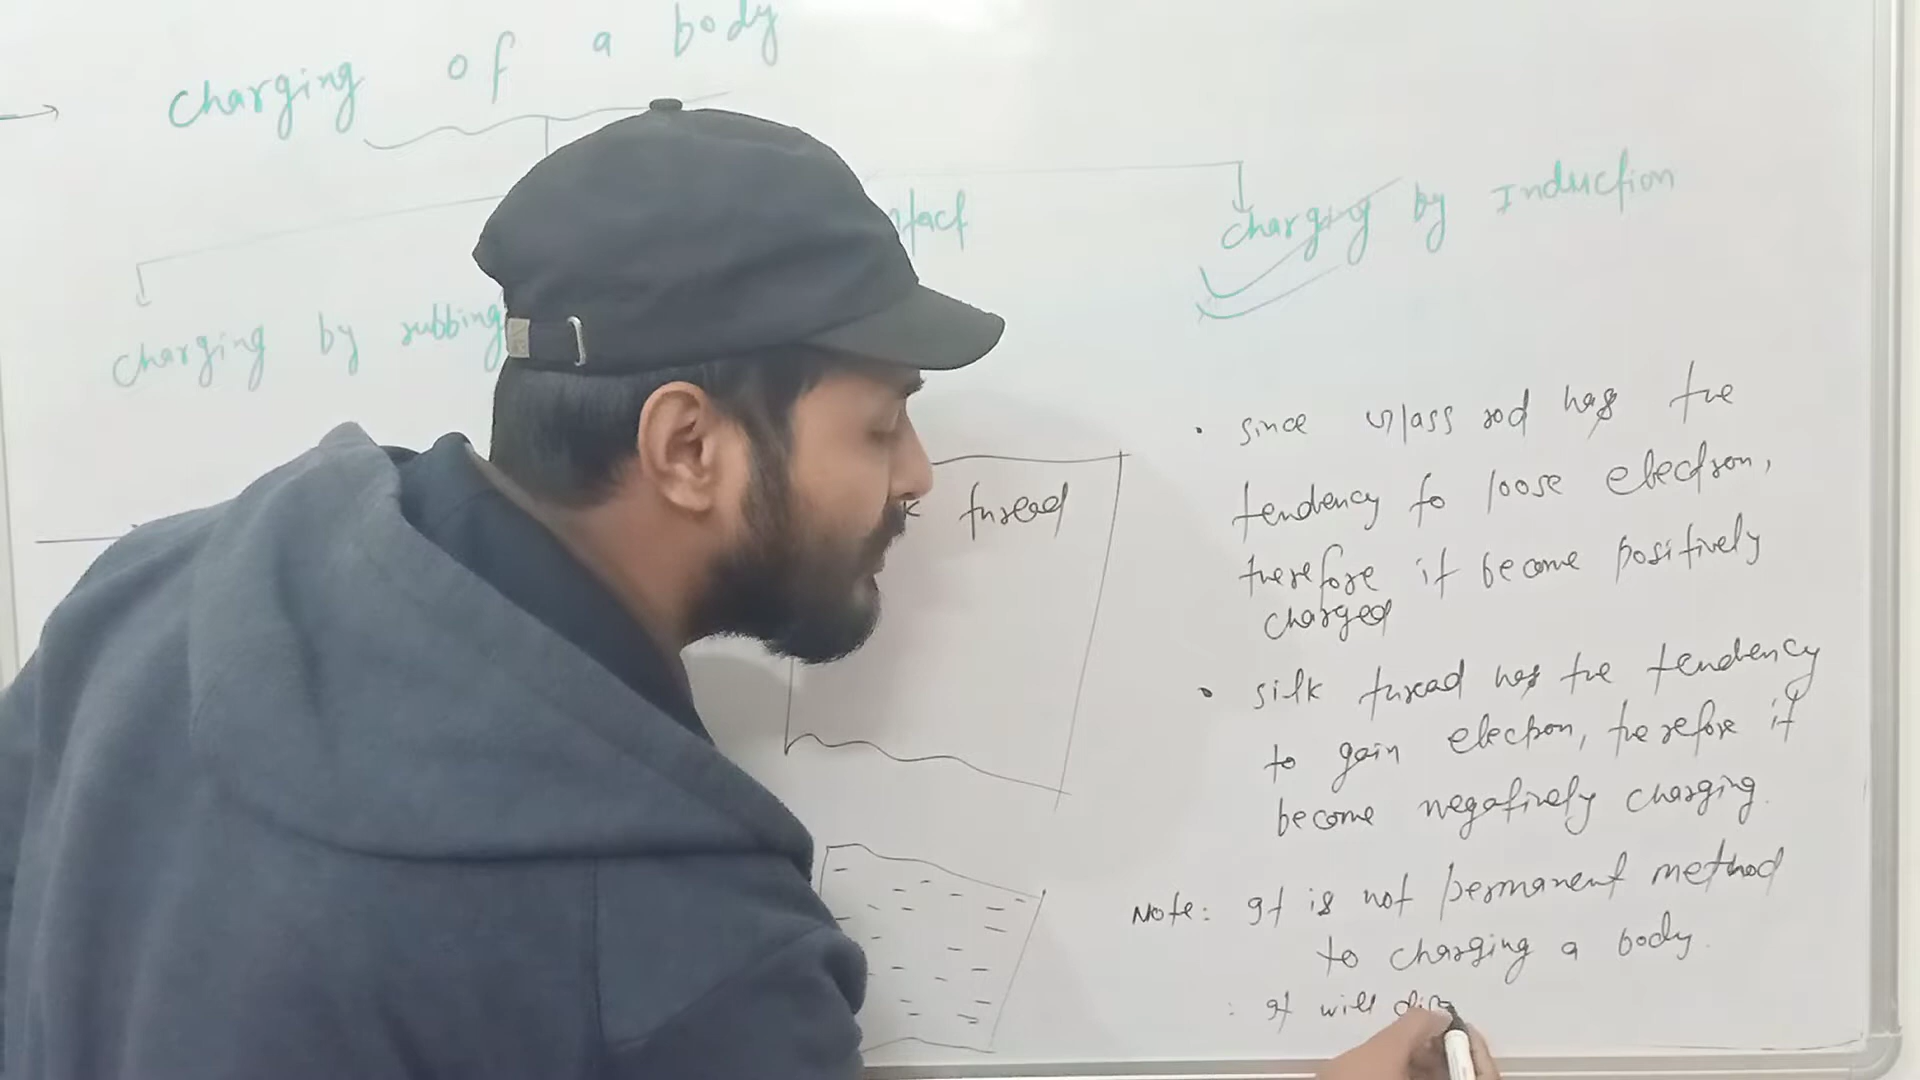 Charging of a body
ntact
charging by Induction
charging by rubbing
• since Glass rod has the
tendency to loose electron,
therefore it become positively
charged
k thread
• silk thread has the tendency
to gain electron, therefore it
become negatively charging.
Note: It is not permanent method
to charging a body.
: It will dis